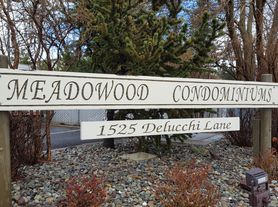 MEADOWOOD CONDOMINIUMS
1525 Delucchi Lane